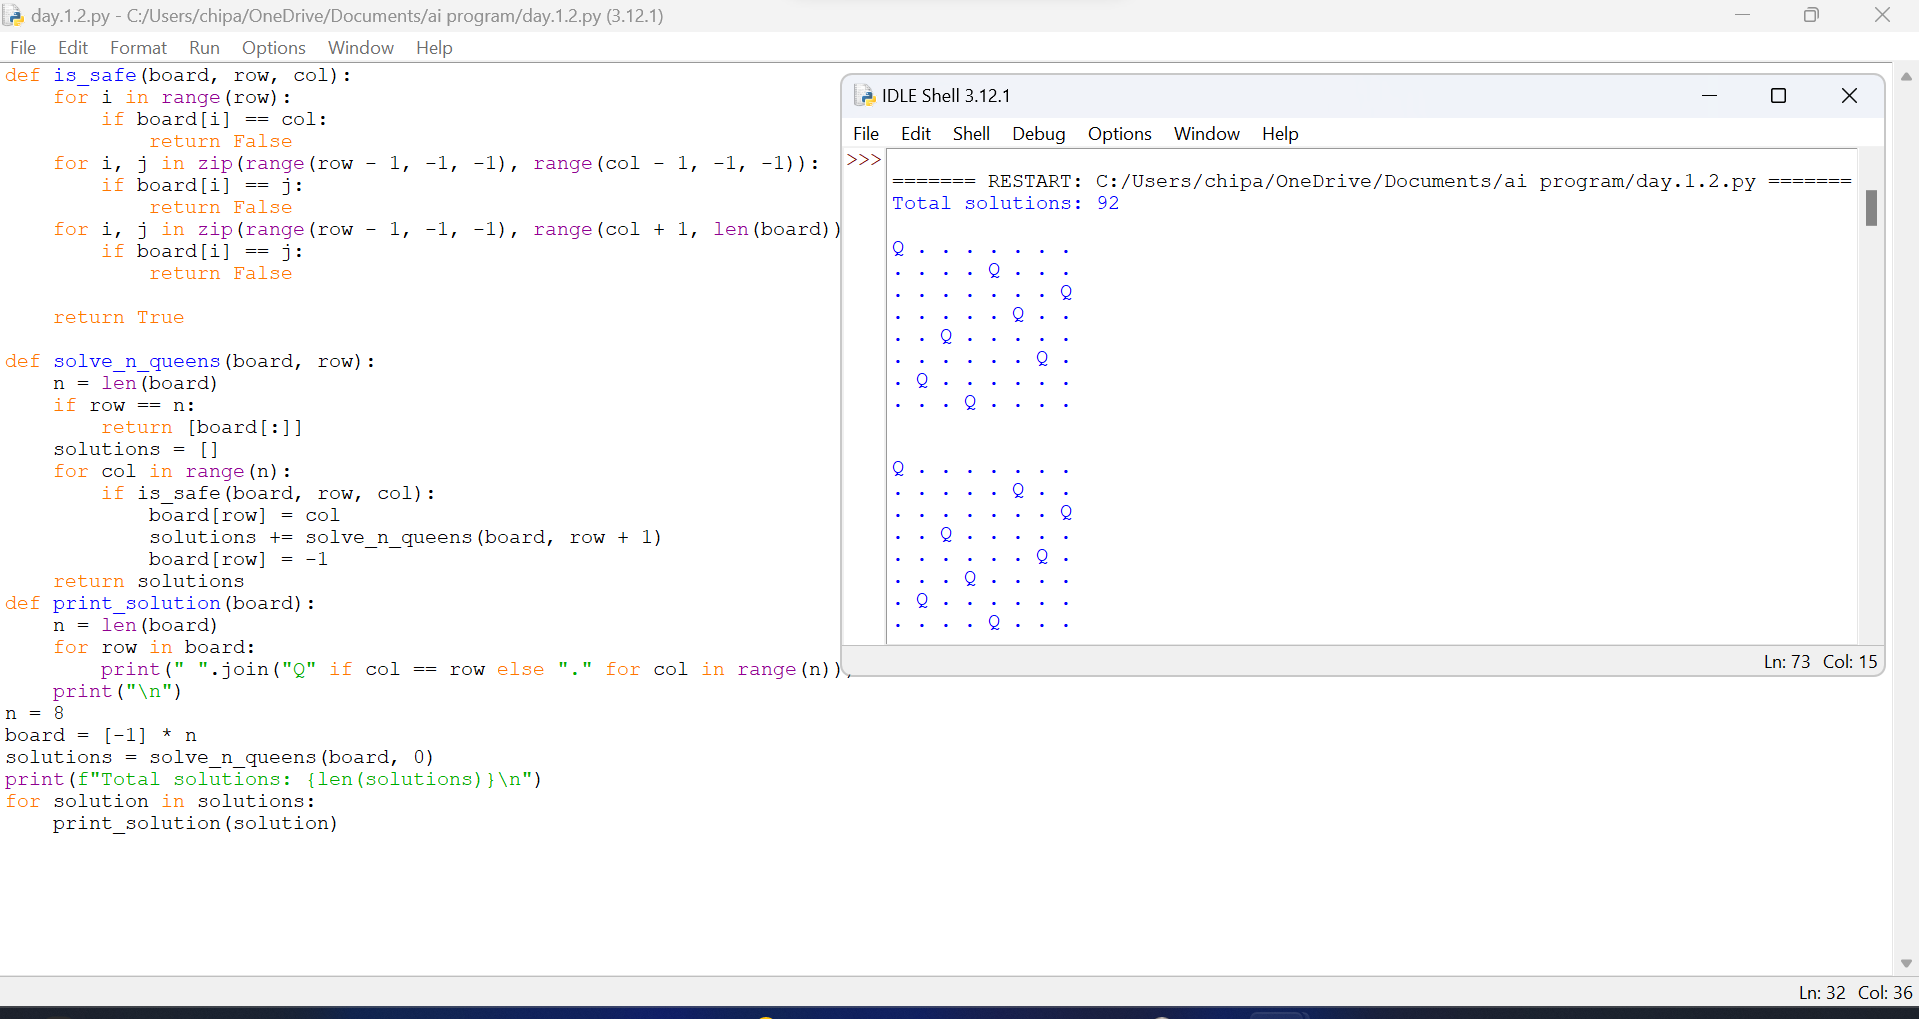 day.1.2.py - C:/Users/chipa/OneDrive/Documents/ai program/day.1.2.py (3.12.1)
File Edit Format Run Options Window Help
def is_safe(board, row, col):
    for i in range(row):
        if board[i] == col:
            return False
    for i, j in zip(range(row - 1, -1, -1), range(col - 1, -1, -1)):
        if board[i] == j:
            return False
    for i, j in zip(range(row - 1, -1, -1), range(col + 1, len(board))
        if board[i] == j:
            return False
    return True
def solve_n_queens(board, row):
    n = len(board)
    if row == n:
        return [board[:]]
    solutions = []
    for col in range(n):
        if is_safe(board, row, col):
            board[row] = col
            solutions += solve_n_queens(board, row + 1)
            board[row] = -1
    return solutions
def print_solution(board):
    n = len(board)
    for row in board:
        print(" ".join("Q" if col == row else "." for col in range(n))
    print("\n")
n = 8
board = [-1] * n
solutions = solve_n_queens(board, 0)
print(f"Total solutions: {len(solutions)}\n")
for solution in solutions:
    print_solution(solution)
IDLE Shell 3.12.1
File Edit Shell Debug Options Window Help
>>>
======= RESTART: C:/Users/chipa/OneDrive/Documents/ai program/day.1.2.py =======
Total solutions: 92
Q . . . . . . .
. . . . Q . . .
. . . . . . . Q
. . . . . Q . .
. . Q . . . . .
. . . . . . Q .
. Q . . . . . .
. . . Q . . . .
Q . . . . . . .
. . . . . Q . .
. . . . . . . Q
. . Q . . . . .
. . . . . . Q .
. . . Q . . . .
. Q . . . . . .
. . . . Q . . .
Ln: 73 Col: 15
Ln: 32 Col: 36